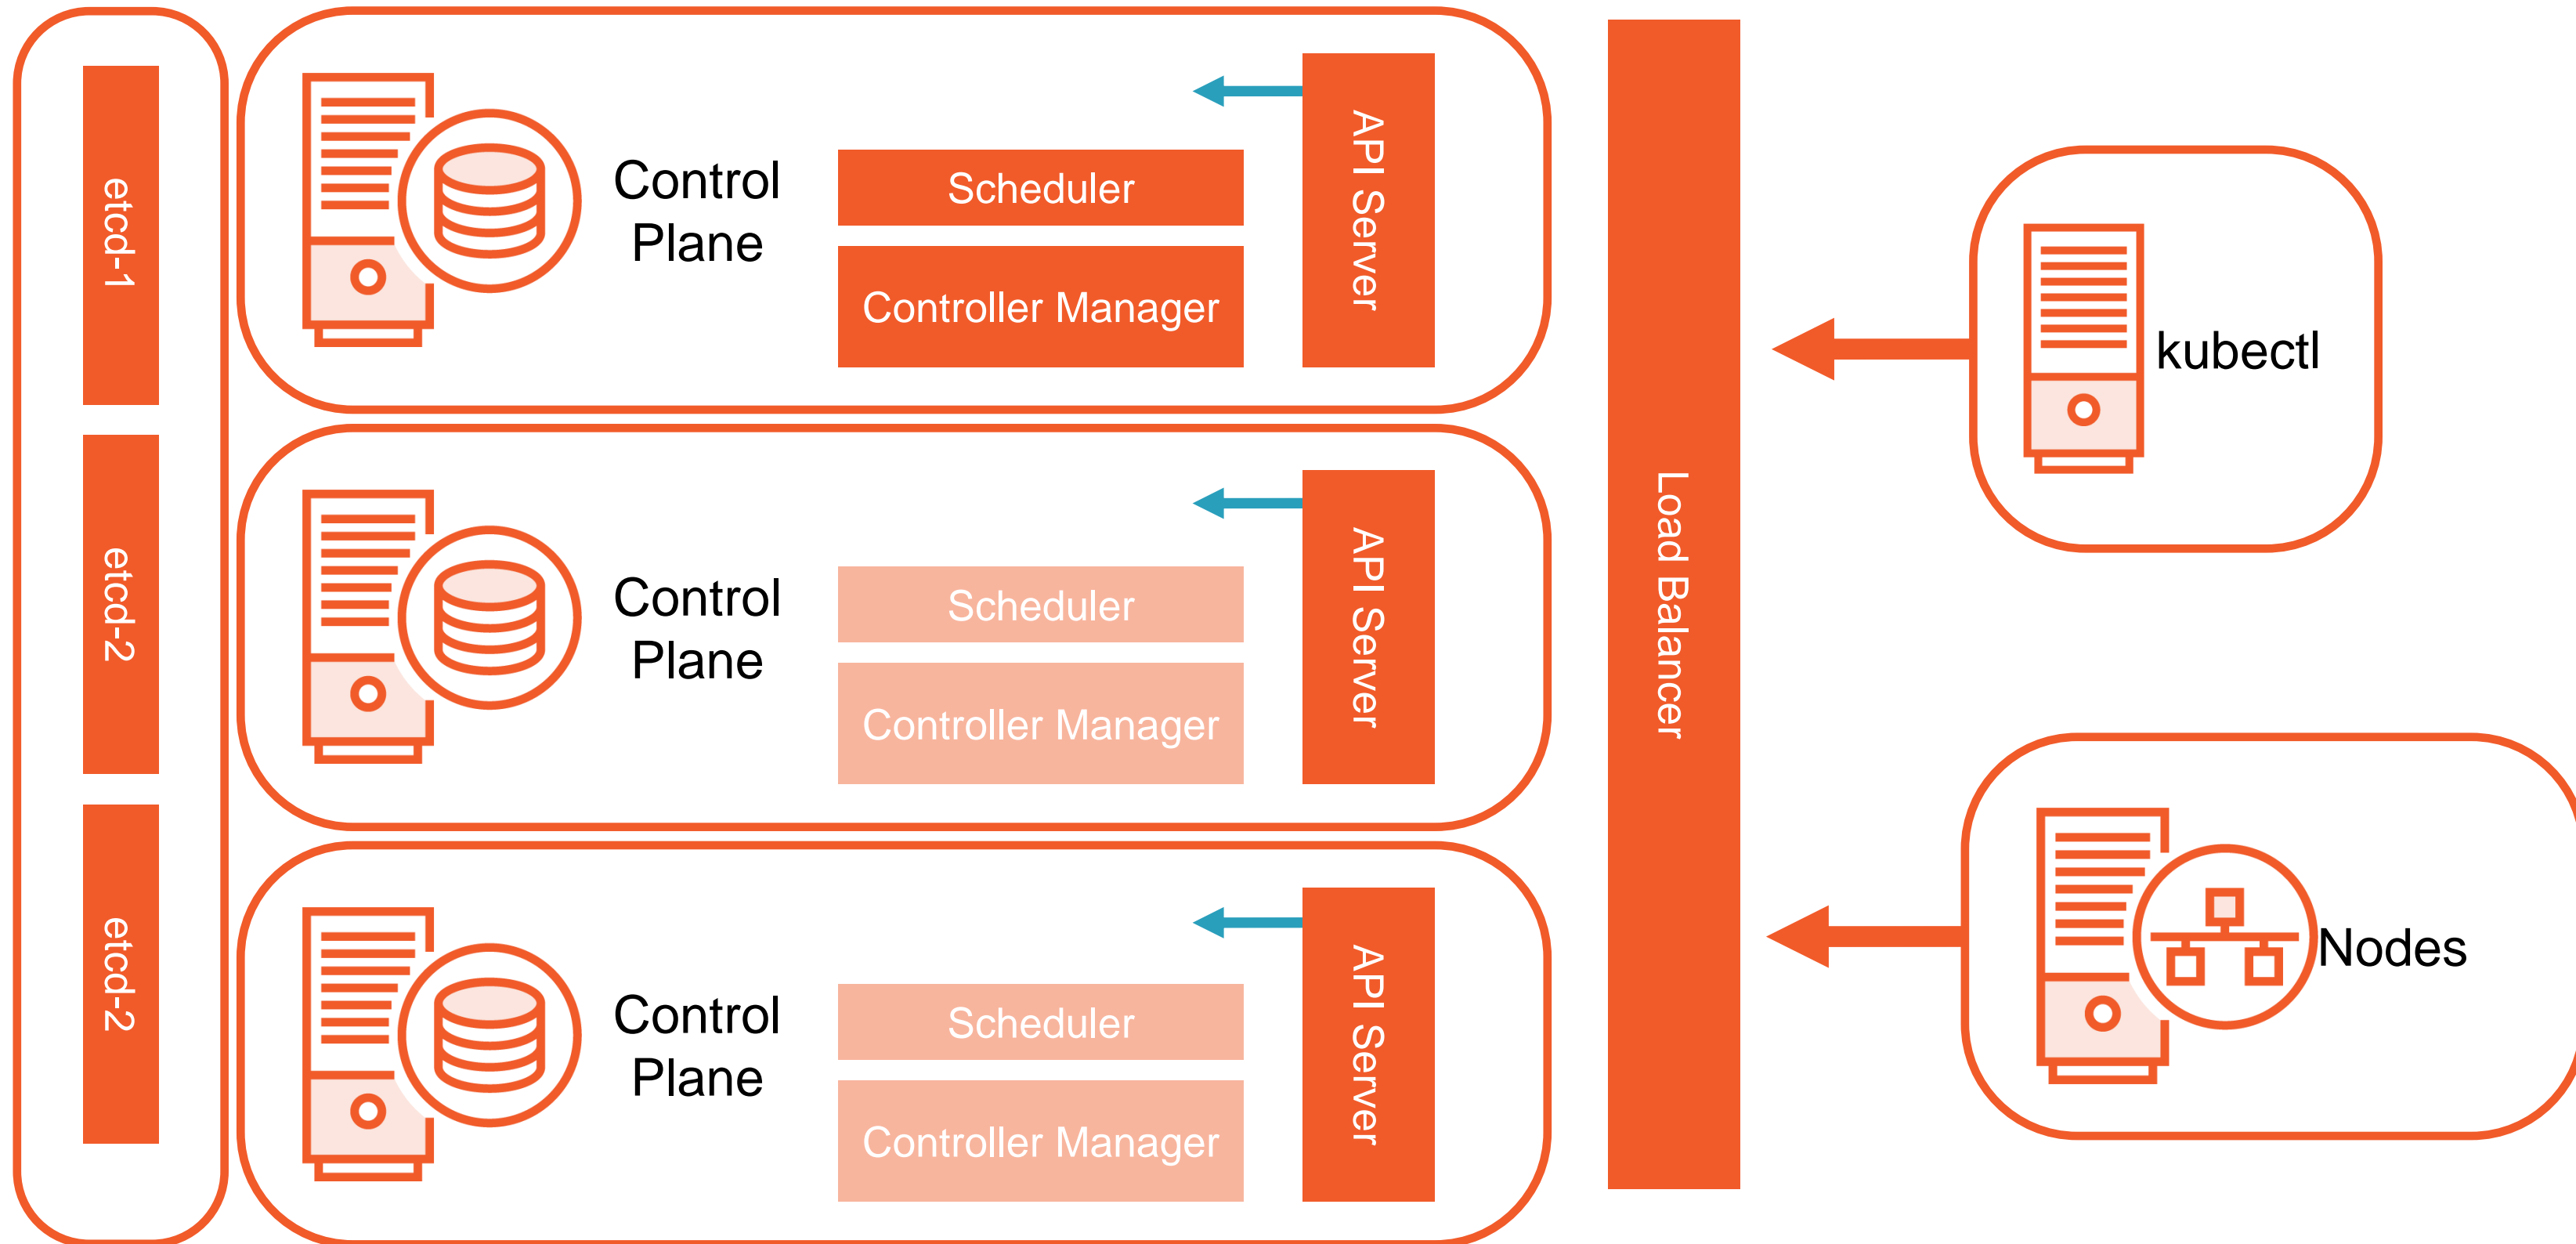 etcd-1
etcd-2
etcd-2
Control
Plane
Scheduler
Controller Manager
API Server
Control
Plane
Scheduler
Controller Manager
API Server
Control
Plane
Scheduler
Controller Manager
API Server
Load Balancer
kubectl
Nodes